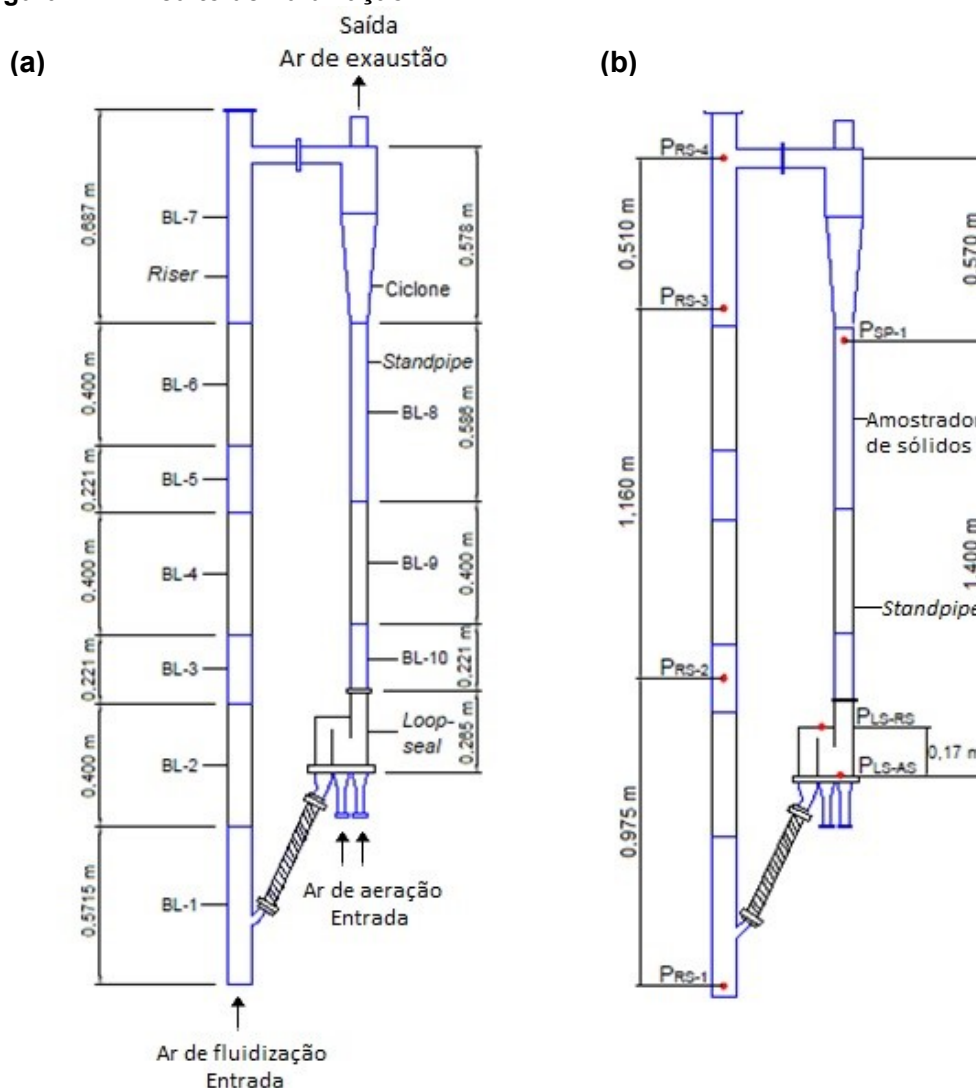 Saída
Ar de exaustão
(a)
0,687 m
BL-7
Riser
0,578 m
Ciclone
0,400 m
BL-6
Standpipe
BL-8
0,586 m
0,221 m
BL-5
0,400 m
BL-4
BL-9
0,400 m
0,221 m
BL-3
BL-10
0,221 m
0,400 m
BL-2
Loop-
seal
0,265 m
0,5715 m
BL-1
Ar de aeração
Entrada
Ar de fluidização
Entrada
(b)
PRS-4
0,510 m
0,570 m
PRS-3
PSP-1
Amostrador
de sólidos
1,160 m
1,400 m
Standpipe
PRS-2
PLS-RS
0,17 m
PLS-AS
0,975 m
PRS-1